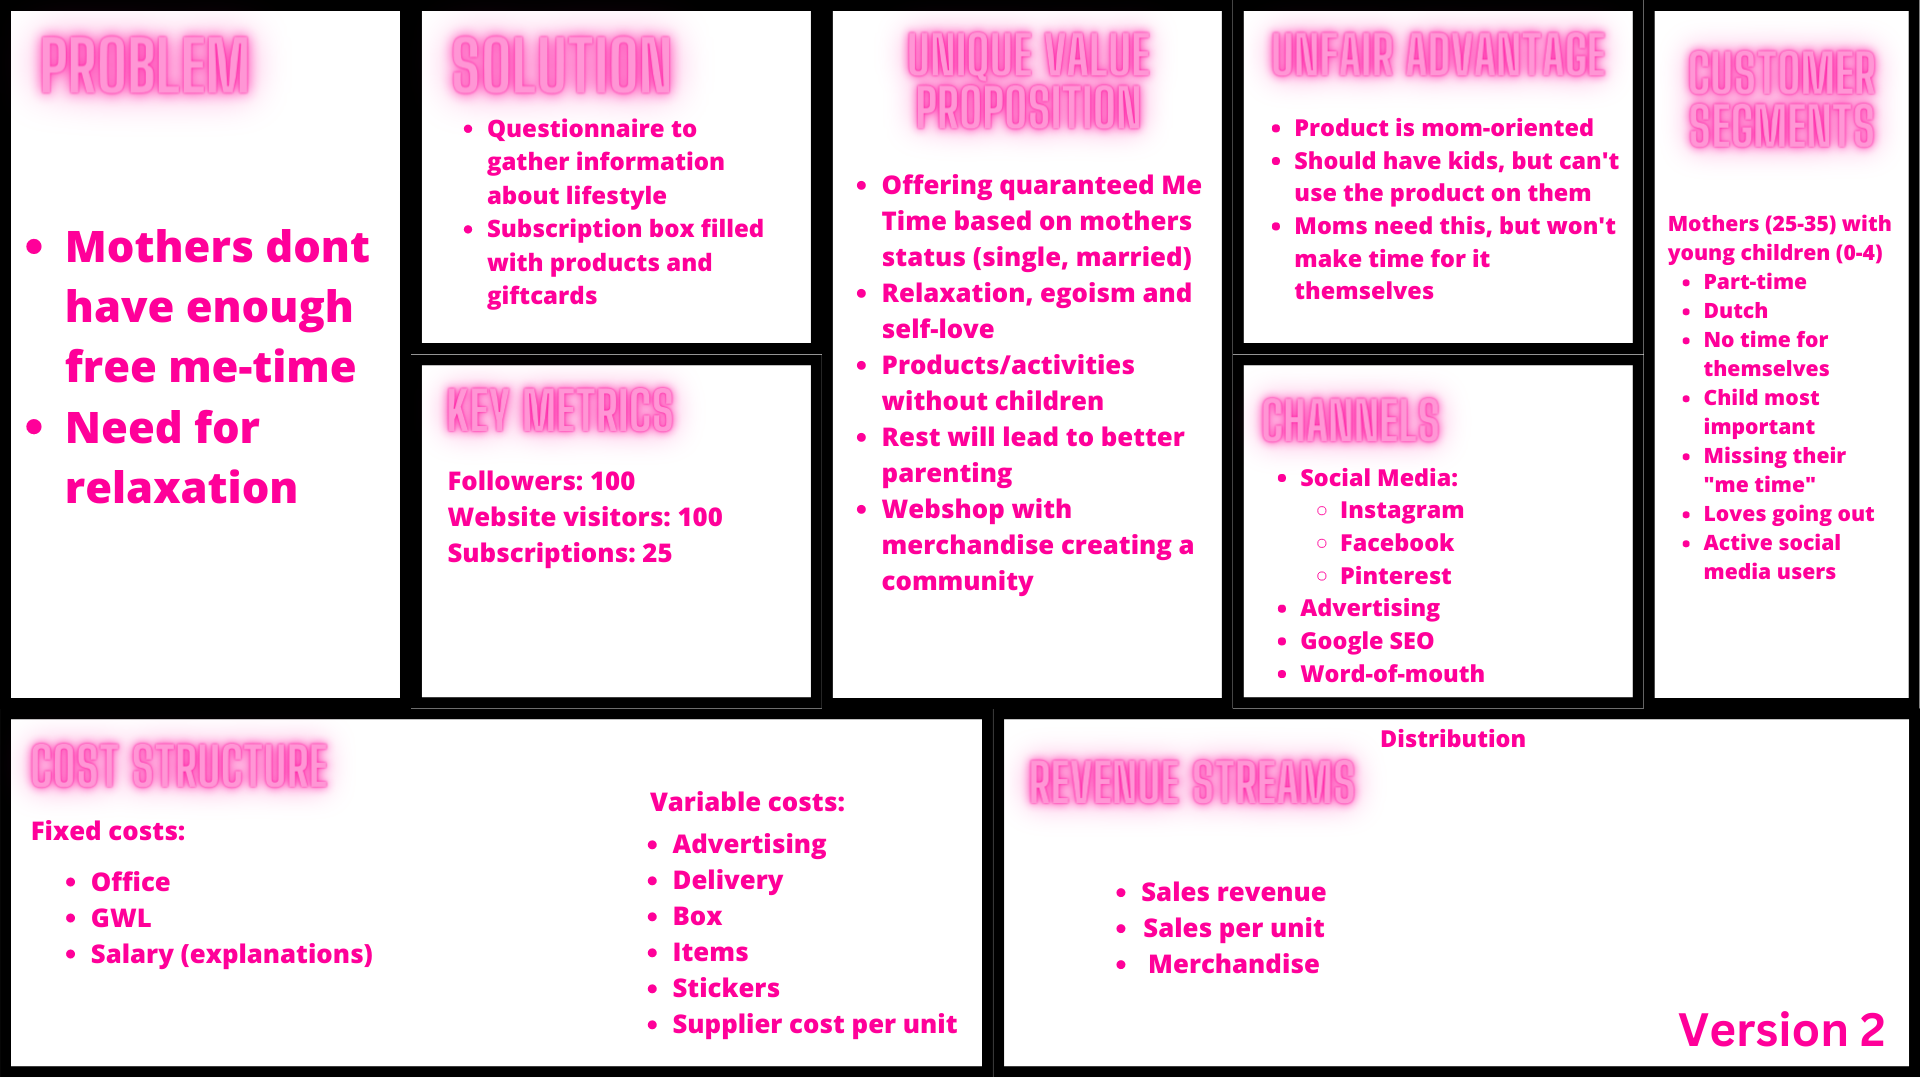 PROBLEM
Mothers dont
have enough
free me-time
Need for
relaxation
SOLUTION
Questionnaire to
gather information
about lifestyle
Subscription box filled
with products and
giftcards
KEY METRICS
Followers: 100
Website visitors: 100
Subscriptions: 25
UNIQUE VALUE
PROPOSITION
Offering quaranteed Me
Time based on mothers
status (single, married)
Relaxation, egoism and
self-love
Products/activities
without children
Rest will lead to better
parenting
Webshop with
merchandise creating a
community
UNFAIR ADVANTAGE
Product is mom-oriented
Should have kids, but can't
use the product on them
Moms need this, but won't
make time for it
themselves
CHANNELS
Social Media:
Instagram
Facebook
Pinterest
Advertising
Google SEO
Word-of-mouth
CUSTOMER
SEGMENTS
Mothers (25-35) with
young children (0-4)
Part-time
Dutch
No time for
themselves
Child most
important
Missing their
"me time"
Loves going out
Active social
media users
COST STRUCTURE
Fixed costs:
Office
GWL
Salary (explanations)
Variable costs:
Advertising
Delivery
Box
Items
Stickers
Supplier cost per unit
Distribution
REVENUE STREAMS
Sales revenue
Sales per unit
Merchandise
Version 2